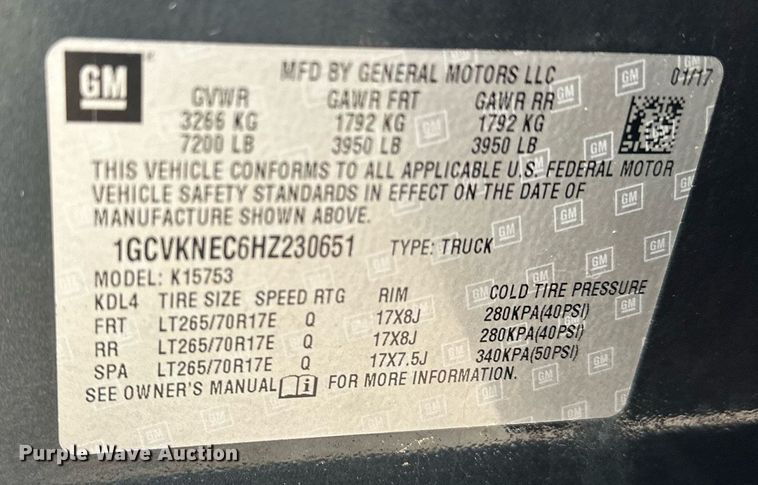 GM
MFD BY GENERAL MOTORS LLC 01/17
GVWR GAWR FRT GAWR RR
3266 KG 1792 KG 1792 KG
7200 LB 3950 LB 3950 LB
THIS VEHICLE CONFORMS TO ALL APPLICABLE U.S. FEDERAL MOTOR
VEHICLE SAFETY STANDARDS IN EFFECT ON THE DATE OF
MANUFACTURE SHOWN ABOVE.
1GCVKNEC6HZ230651 TYPE: TRUCK
MODEL: K15753
KDL4 TIRE SIZE SPEED RTG RIM COLD TIRE PRESSURE
FRT LT265/70R17E Q 17X8J 280KPA(40PSI)
RR LT265/70R17E Q 17X8J 280KPA(40PSI)
SPA LT265/70R17E Q 17X7.5J 340KPA(50PSI)
SEE OWNER'S MANUAL i FOR MORE INFORMATION.
Purple Wave Auction